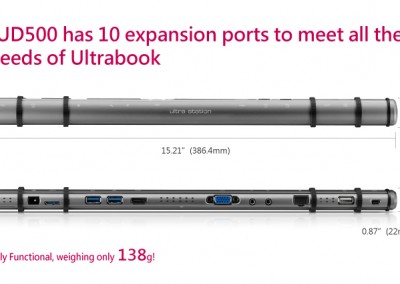 UD500 has 10 expansion ports to meet all the
eeds of Ultrabook
ultra station
15.21" (386.4mm)
0.87" (22m
ly Functional, weighing only 138g!